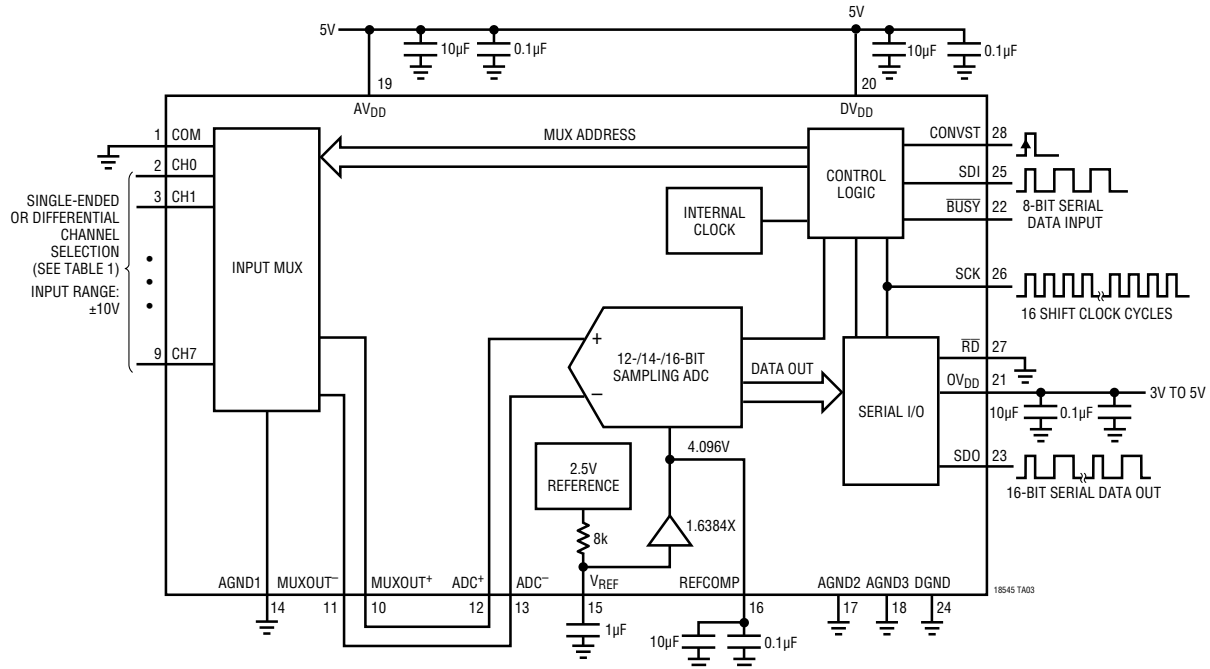 5V
10µF
0.1µF
5V
10µF
0.1µF
19
AVDD
20
DVDD
1
COM
2
CH0
3
CH1
9
CH7
SINGLE-ENDED
OR DIFFERENTIAL
CHANNEL
SELECTION
(SEE TABLE 1)
INPUT RANGE:
±10V
INPUT MUX
MUX ADDRESS
INTERNAL
CLOCK
CONTROL
LOGIC
CONVST
28
SDI
25
8-BIT SERIAL
DATA INPUT
BUSY
22
SCK
26
16 SHIFT CLOCK CYCLES
+
–
12-/14-/16-BIT
SAMPLING ADC
DATA OUT
SERIAL I/O
RD
27
OVDD
21
3V TO 5V
10µF
0.1µF
SDO
23
16-BIT SERIAL DATA OUT
4.096V
2.5V
REFERENCE
8k
1.6384X
AGND1
14
MUXOUT–
11
MUXOUT+
10
ADC+
12
ADC–
13
VREF
15
1µF
REFCOMP
16
10µF
0.1µF
AGND2
17
AGND3
18
DGND
24
18545 TA03